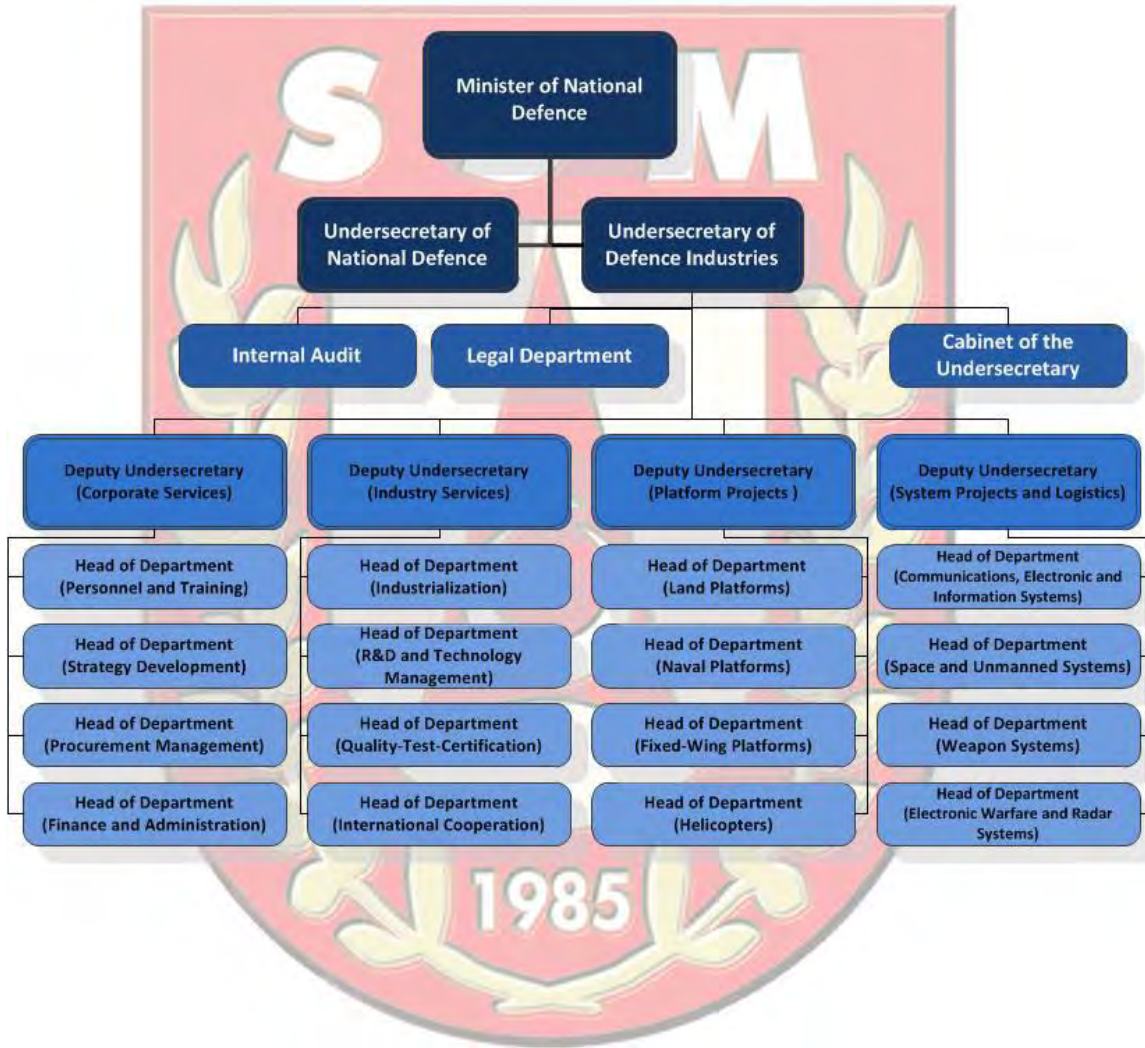 S S M
Minister of National
Defence
Undersecretary of
National Defence
Undersecretary of
Defence Industries
Internal Audit
Legal Department
Cabinet of the
Undersecretary
Deputy Undersecretary
(Corporate Services)
Deputy Undersecretary
(Industry Services)
Deputy Undersecretary
(Platform Projects )
Deputy Undersecretary
(System Projects and Logistics)
Head of Department
(Personnel and Training)
Head of Department
(Industrialization)
Head of Department
(Land Platforms)
Head of Department
(Communications, Electronic and
Information Systems)
Head of Department
(Strategy Development)
Head of Department
(R&D and Technology
Management)
Head of Department
(Naval Platforms)
Head of Department
(Space and Unmanned Systems)
Head of Department
(Procurement Management)
Head of Department
(Quality-Test-Certification)
Head of Department
(Fixed-Wing Platforms)
Head of Department
(Weapon Systems)
Head of Department
(Finance and Administration)
Head of Department
(International Cooperation)
Head of Department
(Helicopters)
Head of Department
(Electronic Warfare and Radar
Systems)
1985